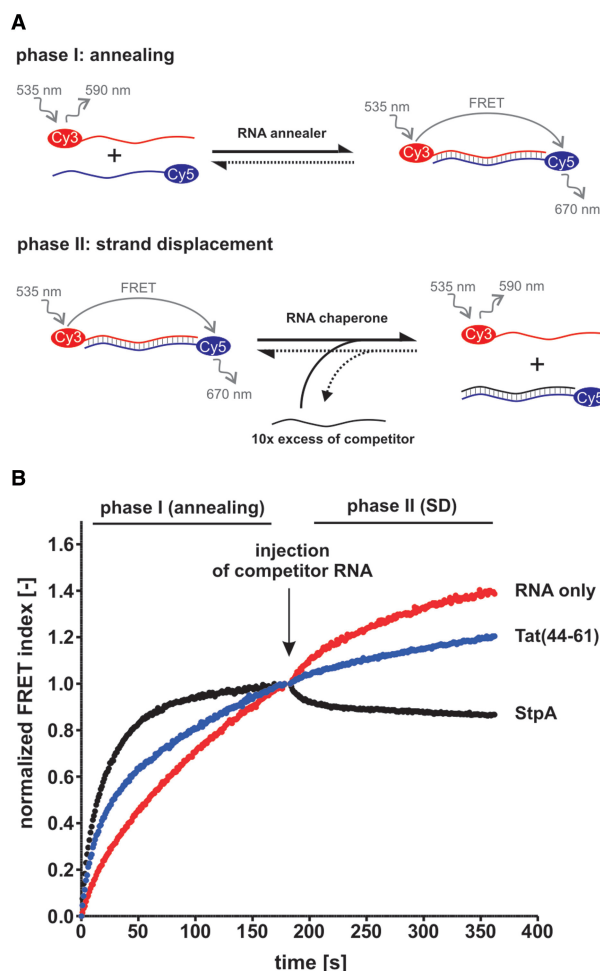 A
phase I: annealing
535 nm 590 nm
Cy3
+
Cy5
RNA annealer
535 nm
FRET
Cy3
Cy5
670 nm
phase II: strand displacement
535 nm
FRET
Cy3
Cy5
670 nm
RNA chaperone
10x excess of competitor
535 nm 590 nm
Cy3
+
Cy5
B
phase I (annealing)
phase II (SD)
injection
of competitor RNA
RNA only
Tat(44-61)
StpA
normalized FRET index [-]
1.6
1.4
1.2
1.0
0.8
0.6
0.4
0.2
0.0
0 50 100 150 200 250 300 350 400
time [s]